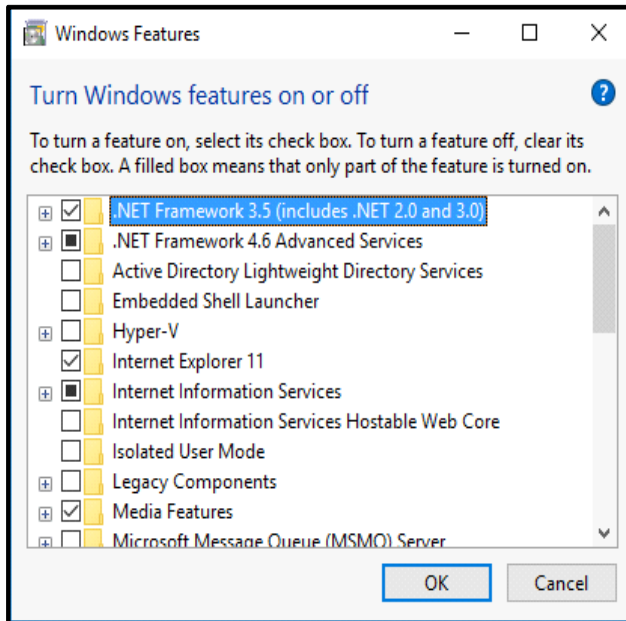 Windows Features
Turn Windows features on or off
?
To turn a feature on, select its check box. To turn a feature off, clear its
check box. A filled box means that only part of the feature is turned on.
.NET Framework 3.5 (includes .NET 2.0 and 3.0)
.NET Framework 4.6 Advanced Services
Active Directory Lightweight Directory Services
Embedded Shell Launcher
Hyper-V
Internet Explorer 11
Internet Information Services
Internet Information Services Hostable Web Core
Isolated User Mode
Legacy Components
Media Features
Microsoft Message Queue (MSMQ) Server
OK Cancel